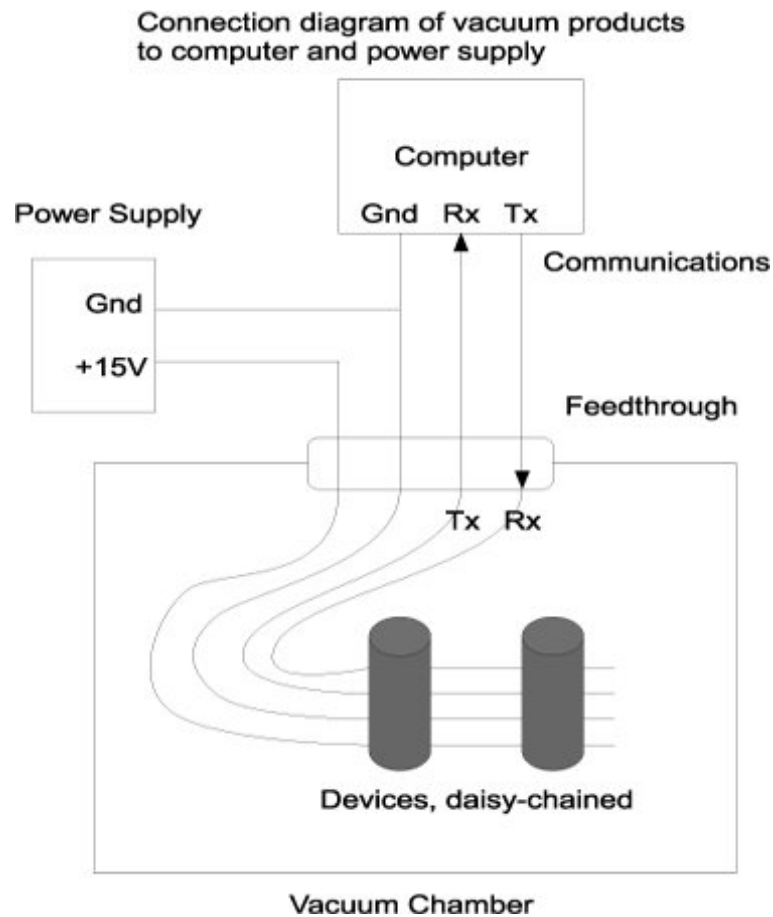 Connection diagram of vacuum products
to computer and power supply
Computer
Gnd Rx Tx
Power Supply
Communications
Gnd
+15V
Feedthrough
Tx Rx
Devices, daisy-chained
Vacuum Chamber